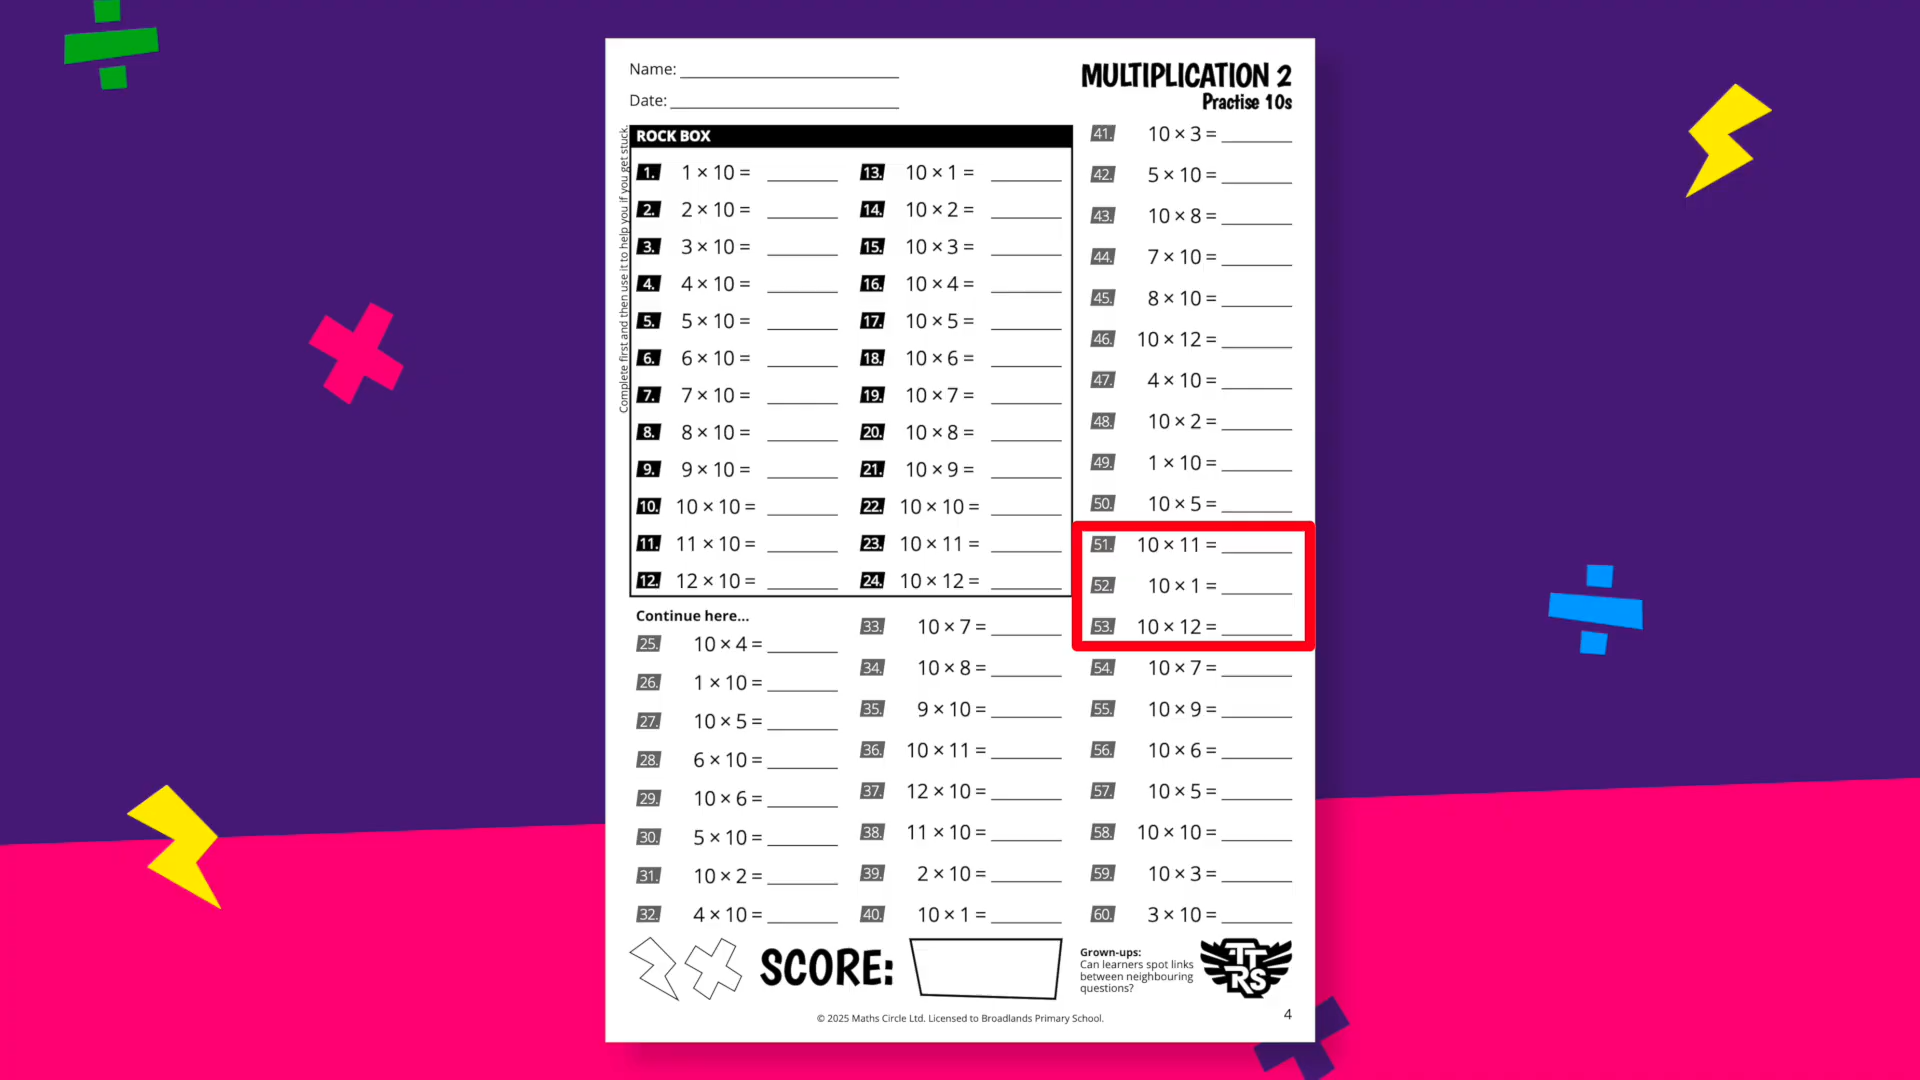 Name:
Date:
MULTIPLICATION 2
Practise 10s
Complete first and then use it to help you if you get stuck.
ROCK BOX
1. 1 × 10 =
2. 2 × 10 =
3. 3 × 10 =
4. 4 × 10 =
5. 5 × 10 =
6. 6 × 10 =
7. 7 × 10 =
8. 8 × 10 =
9. 9 × 10 =
10. 10 × 10 =
11. 11 × 10 =
12. 12 × 10 =
13. 10 × 1 =
14. 10 × 2 =
15. 10 × 3 =
16. 10 × 4 =
17. 10 × 5 =
18. 10 × 6 =
19. 10 × 7 =
20. 10 × 8 =
21. 10 × 9 =
22. 10 × 10 =
23. 10 × 11 =
24. 10 × 12 =
Continue here...
25. 10 × 4 =
26. 1 × 10 =
27. 10 × 5 =
28. 6 × 10 =
29. 10 × 6 =
30. 5 × 10 =
31. 10 × 2 =
32. 4 × 10 =
33. 10 × 7 =
34. 10 × 8 =
35. 9 × 10 =
36. 10 × 11 =
37. 12 × 10 =
38. 11 × 10 =
39. 2 × 10 =
40. 10 × 1 =
41. 10 × 3 =
42. 5 × 10 =
43. 10 × 8 =
44. 7 × 10 =
45. 8 × 10 =
46. 10 × 12 =
47. 4 × 10 =
48. 10 × 2 =
49. 1 × 10 =
50. 10 × 5 =
51. 10 × 11 =
52. 10 × 1 =
53. 10 × 12 =
54. 10 × 7 =
55. 10 × 9 =
56. 10 × 6 =
57. 10 × 5 =
58. 10 × 10 =
59. 10 × 3 =
60. 3 × 10 =
SCORE:
Grown-ups:
Can learners spot links
between neighbouring
questions?
TT
RS
4
© 2025 Maths Circle Ltd. Licensed to Broadlands Primary School.